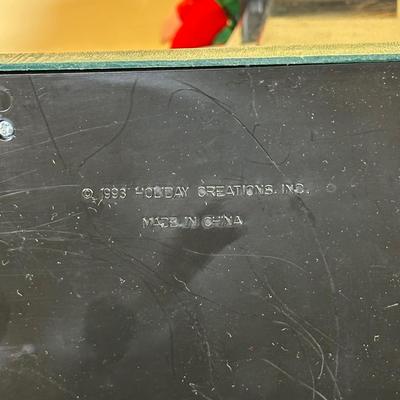 © 1993 HOLIDAY CREATIONS, INC.
MADE IN CHINA